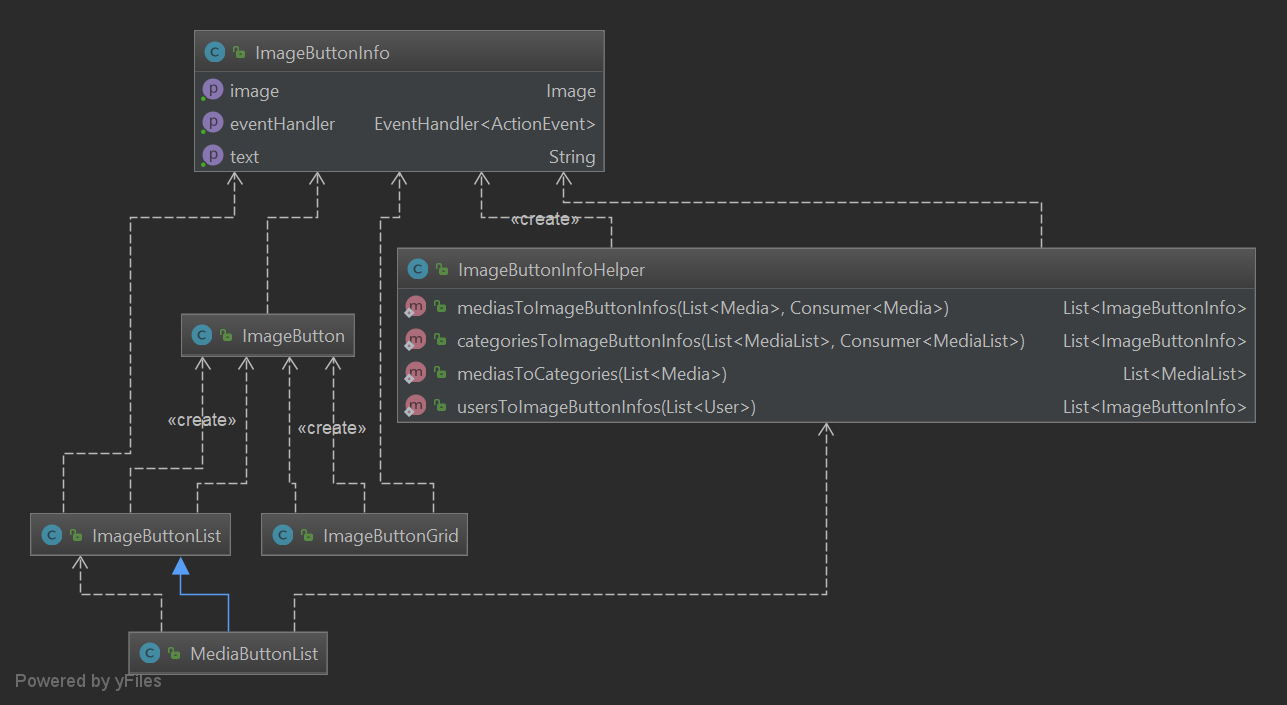 ImageButtonInfo
image Image
eventHandler EventHandler<ActionEvent>
text String
«create»
ImageButtonInfoHelper
mediasToImageButtonInfos(List<Media>, Consumer<Media>) List<ImageButtonInfo>
categoriesToImageButtonInfos(List<MediaList>, Consumer<MediaList>) List<ImageButtonInfo>
mediasToCategories(List<Media>) List<MediaList>
usersToImageButtonInfos(List<User>) List<ImageButtonInfo>
ImageButton
«create»
«create»
ImageButtonList
ImageButtonGrid
MediaButtonList
Powered by yFiles